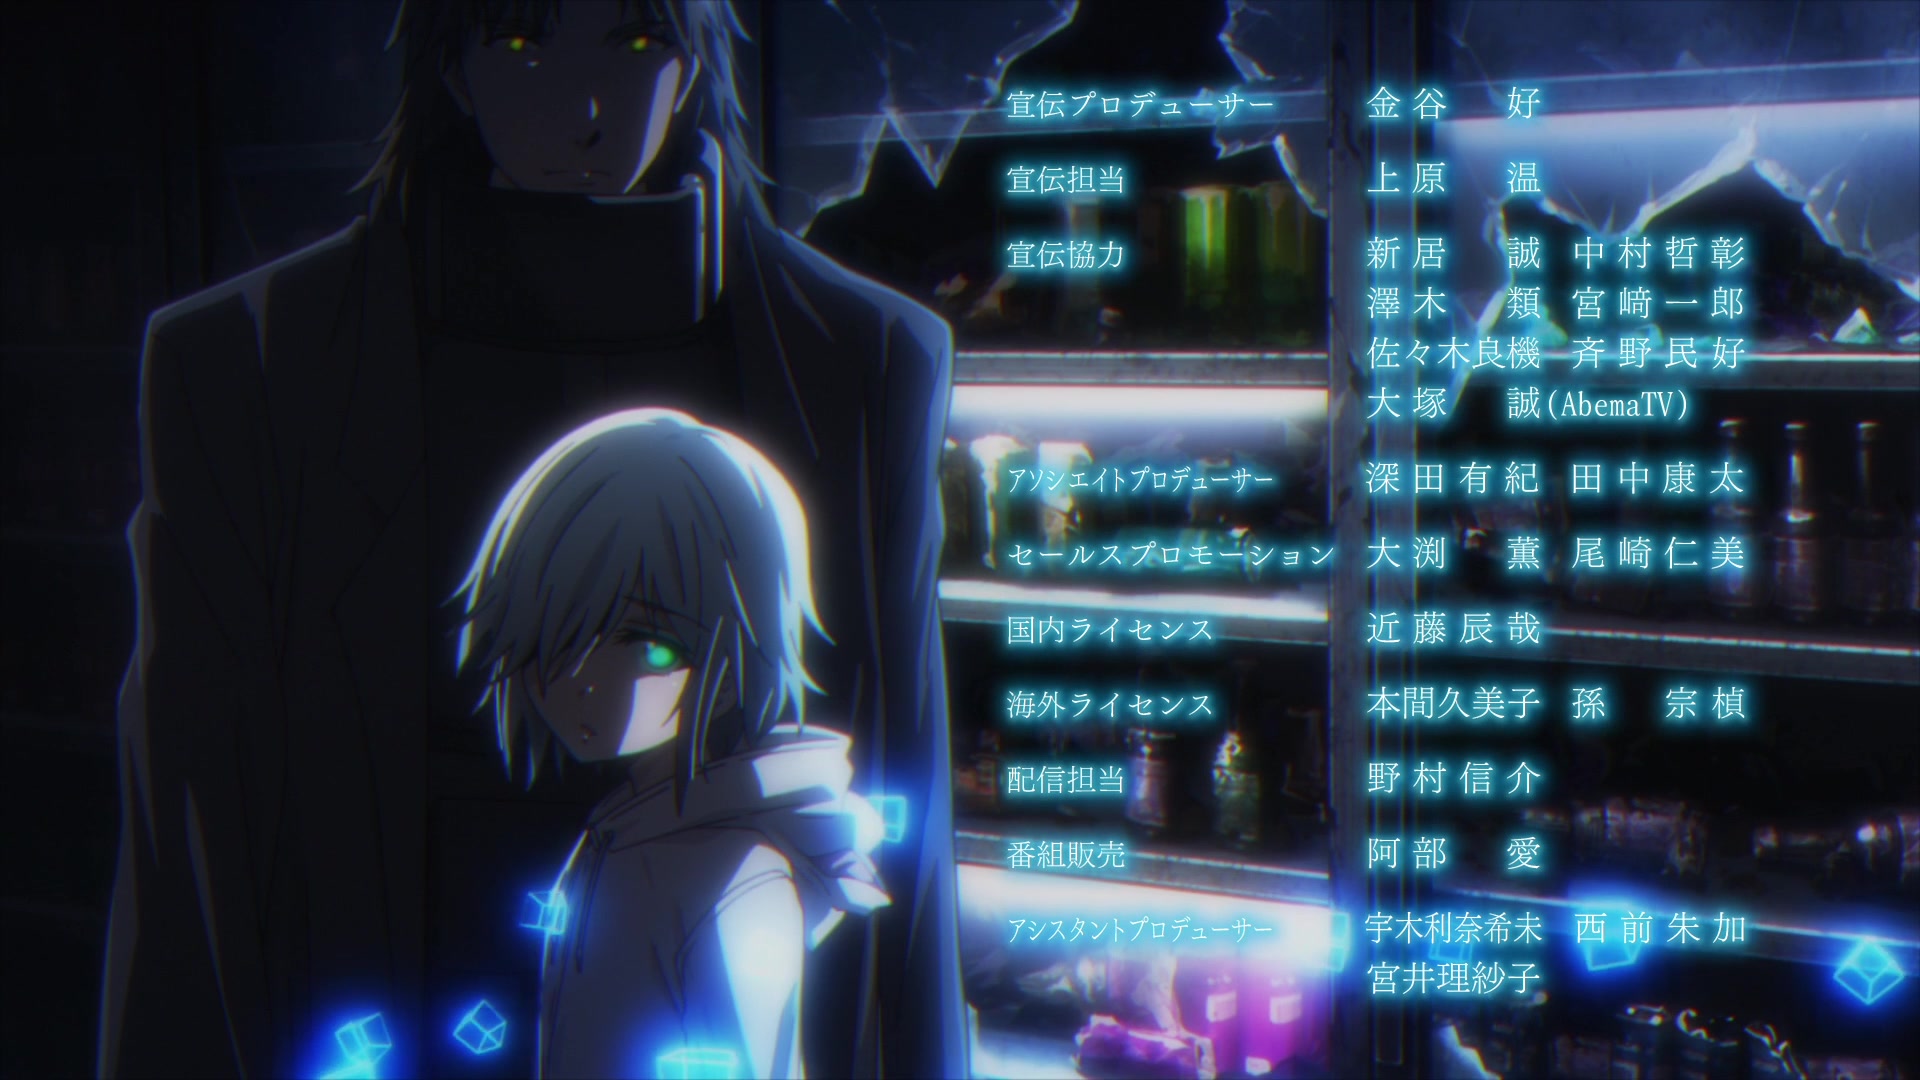 宣伝プロデューサー 金谷 好
宣伝担当 上原 温
宣伝協力 新居 誠 中村哲彰
澤木 類 宮﨑一郎
佐々木良機 斉野民好
大塚 誠(AbemaTV)
アソシエイトプロデューサー 深田有紀 田中康太
セールスプロモーション 大渕 薫 尾崎仁美
国内ライセンス 近藤辰哉
海外ライセンス 本間久美子 孫 宗楨
配信担当 野村信介
番組販売 阿部 愛
アシスタントプロデューサー 宇木利奈希未 西前朱加
宮井理紗子